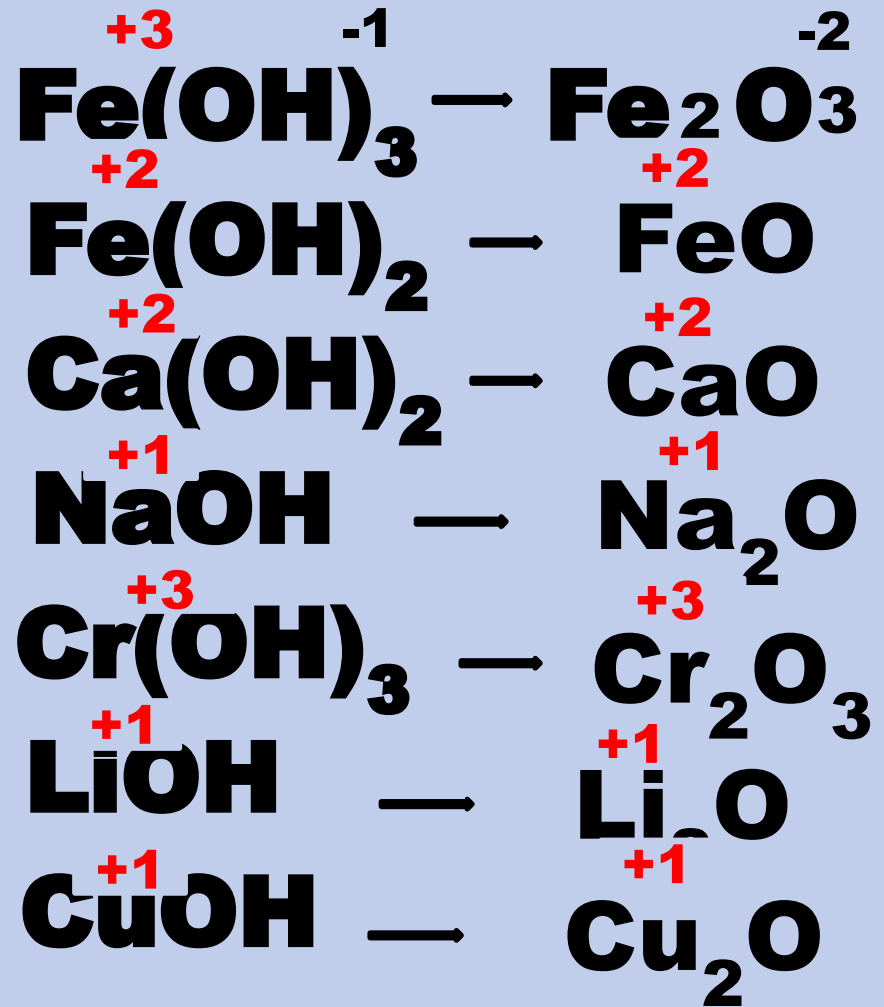 +3 -1 -2
Fe(OH)₃ → Fe₂O₃
+2 +2
Fe(OH)₂ → FeO
+2 +2
Ca(OH)₂ → CaO
+1 +1
NaOH → Na₂O
+3 +3
Cr(OH)₃ → Cr₂O₃
+1 +1
LiOH → Li₂O
+1 +1
CuOH → Cu₂O